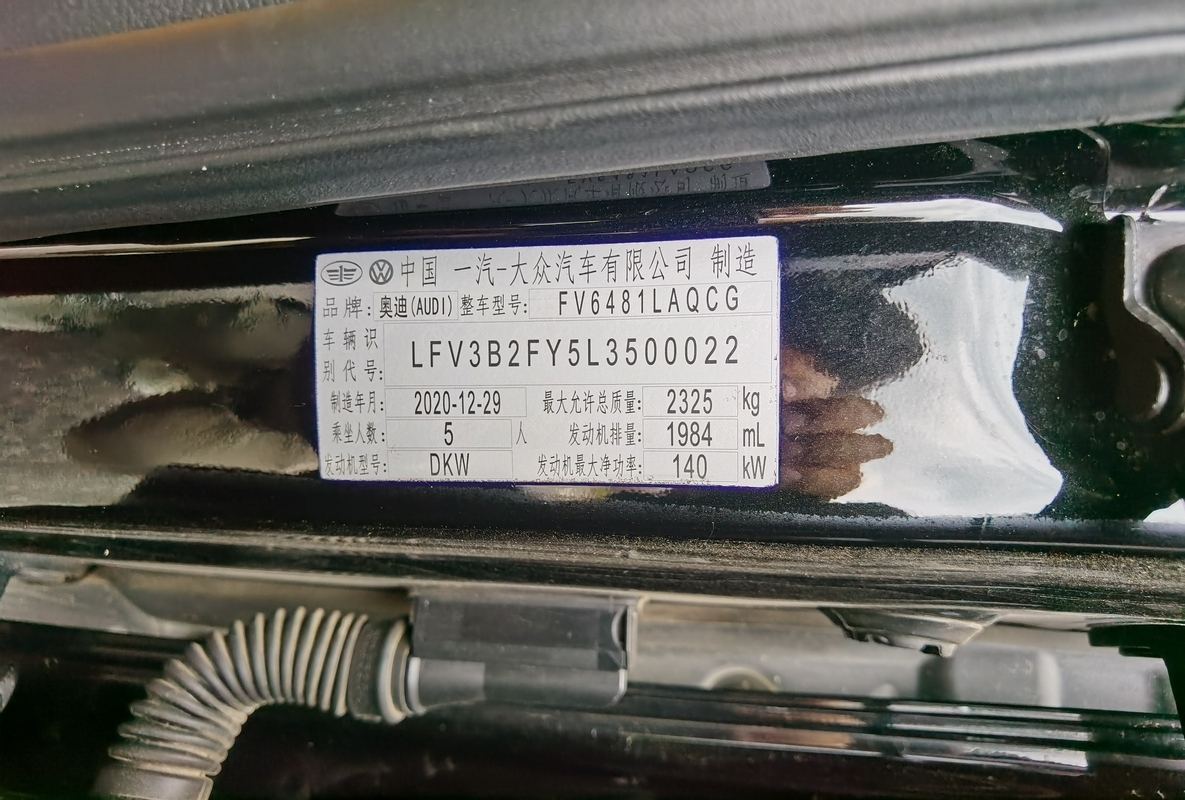 中国 一汽-大众汽车有限公司 制造
品牌: 奥迪(AUDI) 整车型号: FV6481LAQCG
车辆识别代号: LFV3B2FY5L3500022
制造年月: 2020-12-29 最大允许总质量: 2325 kg
乘坐人数: 5 人 发动机排量: 1984 mL
发动机型号: DKW 发动机最大净功率: 140 kW